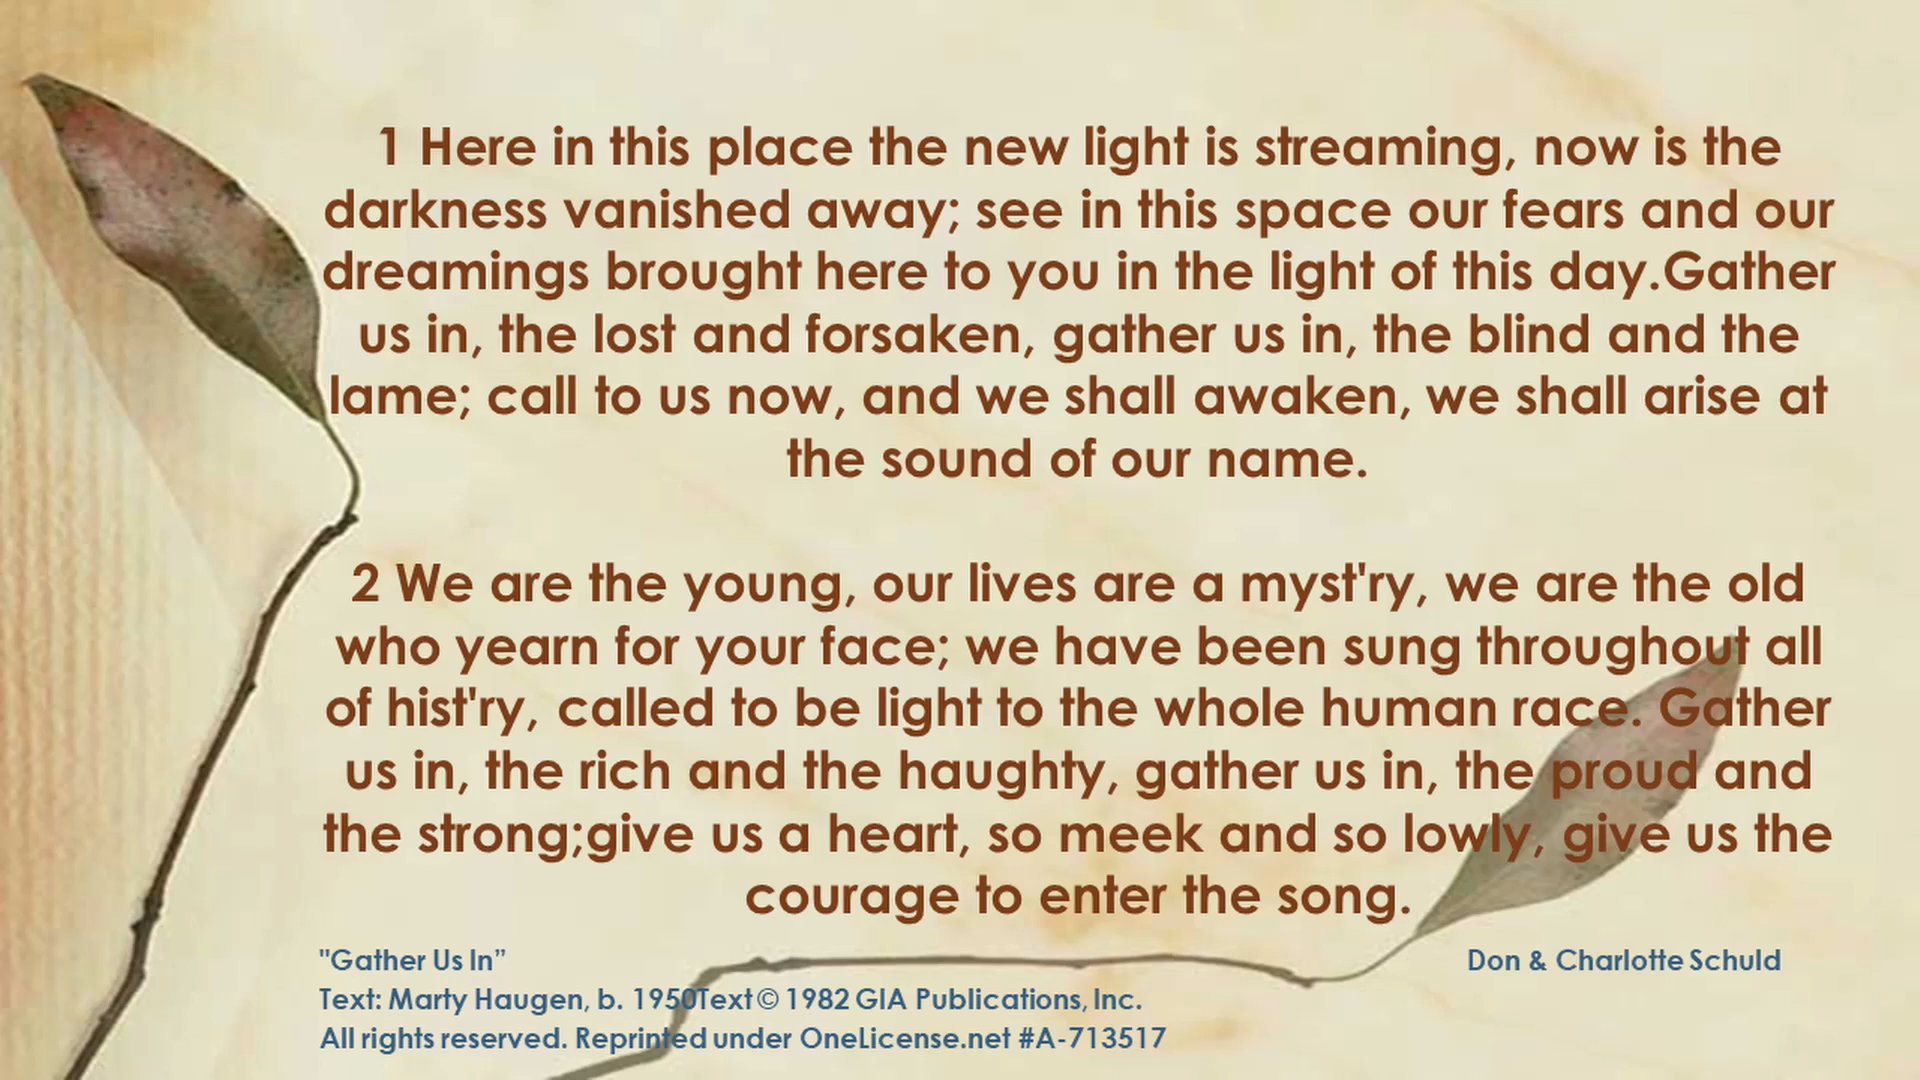 1 Here in this place the new light is streaming, now is the
darkness vanished away; see in this space our fears and our
dreamings brought here to you in the light of this day.Gather
us in, the lost and forsaken, gather us in, the blind and the
lame; call to us now, and we shall awaken, we shall arise at
the sound of our name.
2 We are the young, our lives are a myst'ry, we are the old
who yearn for your face; we have been sung throughout all
of hist'ry, called to be light to the whole human race. Gather
us in, the rich and the haughty, gather us in, the proud and
the strong;give us a heart, so meek and so lowly, give us the
courage to enter the song.
"Gather Us In”
Don & Charlotte Schuld
Text: Marty Haugen, b. 1950Text © 1982 GIA Publications, Inc.
All rights reserved. Reprinted under OneLicense.net #A-713517